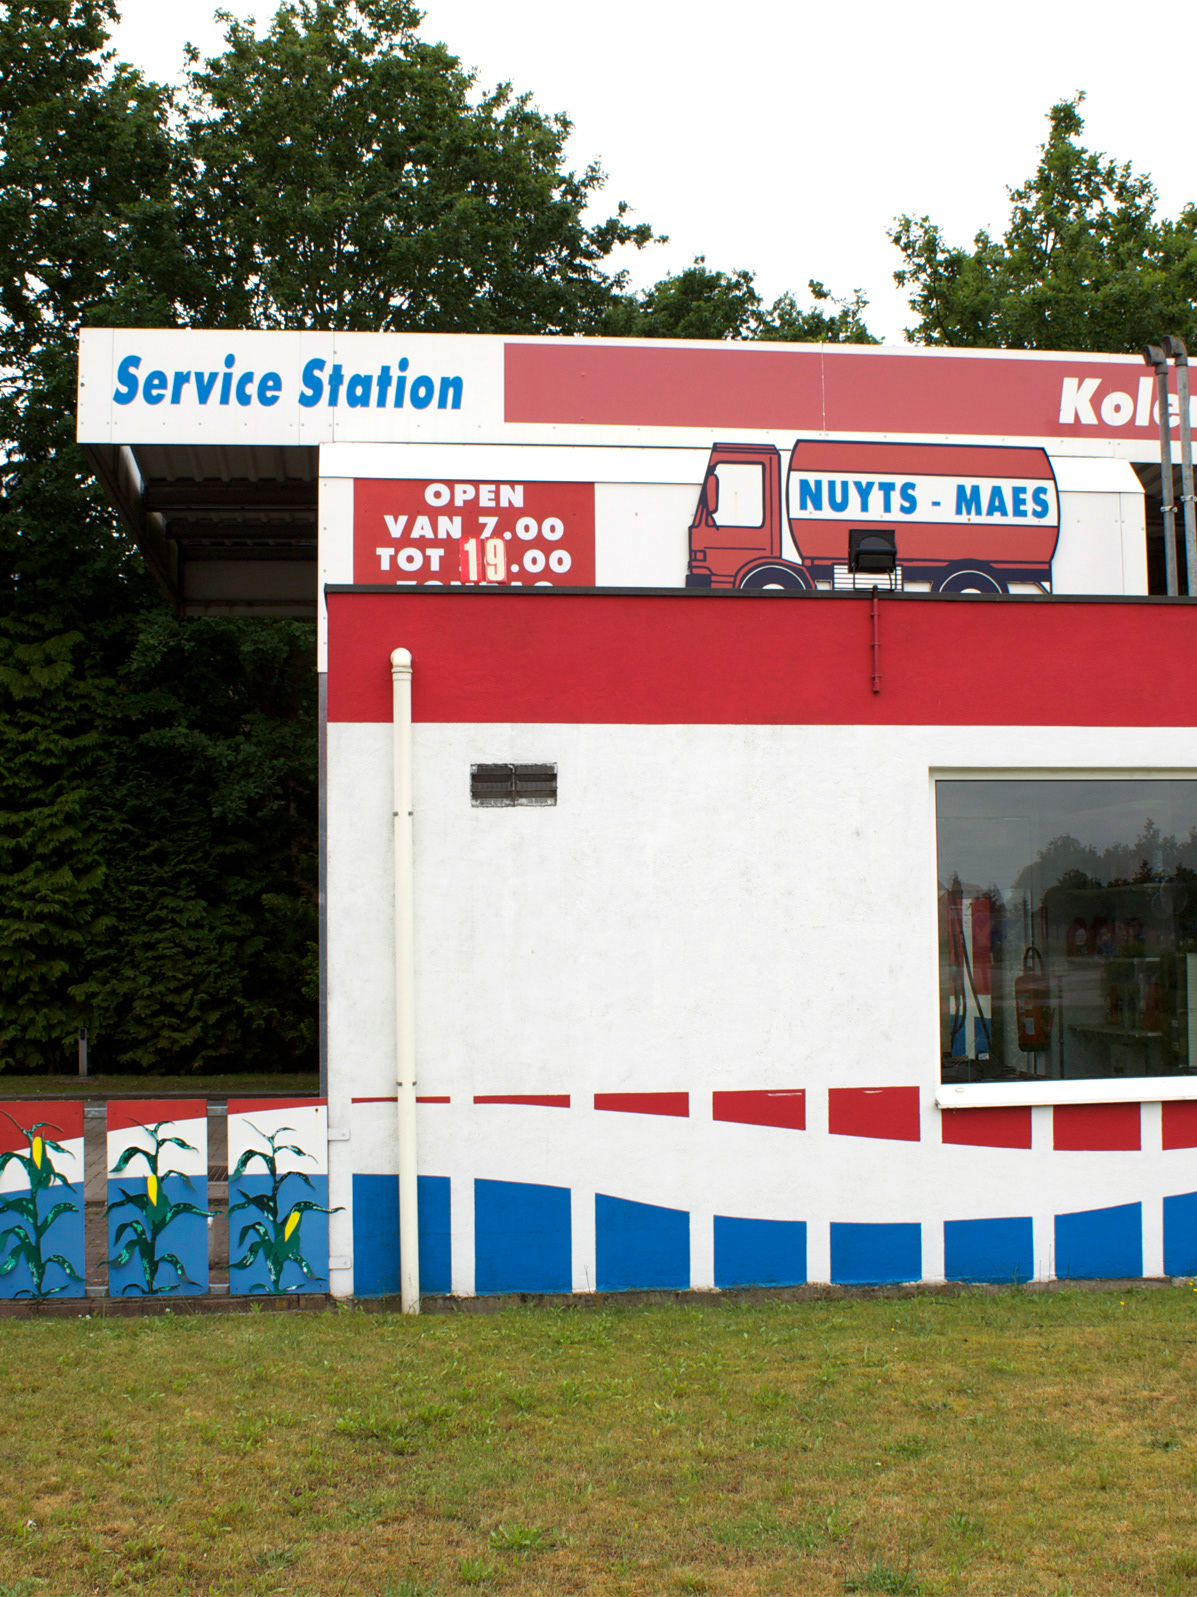 Service Station
NUYTS - MAES
OPEN
VAN 7.00
TOT 19.00